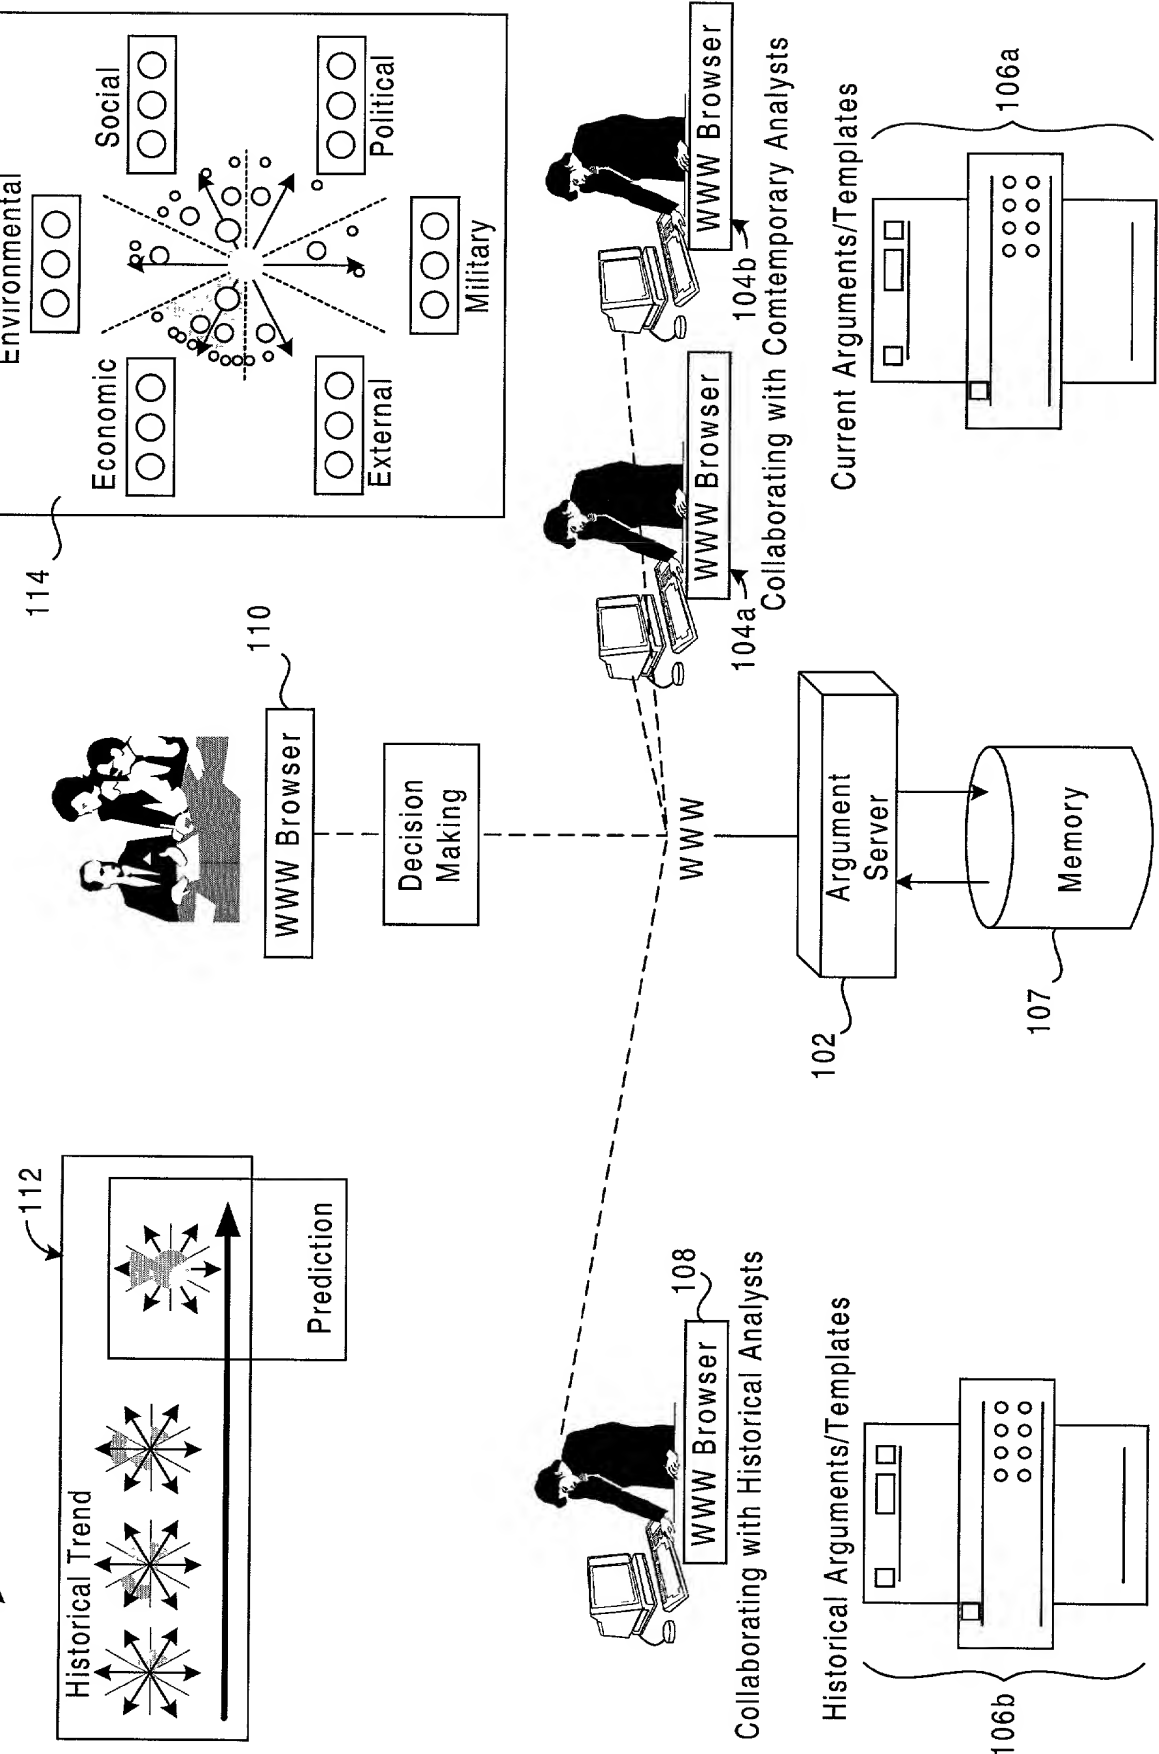 112
Historical Trend
Prediction
110
WWW Browser
Decision
Making
114
Environmental
Economic
Social
External
Political
Military
108
WWW Browser
Collaborating with Historical Analysts
WWW
104a
WWW Browser
104b
WWW Browser
Collaborating with Comtemporary Analysts
Historical Arguments/Templates
106b
102
Argument
Server
107
Memory
Current Arguments/Templates
106a